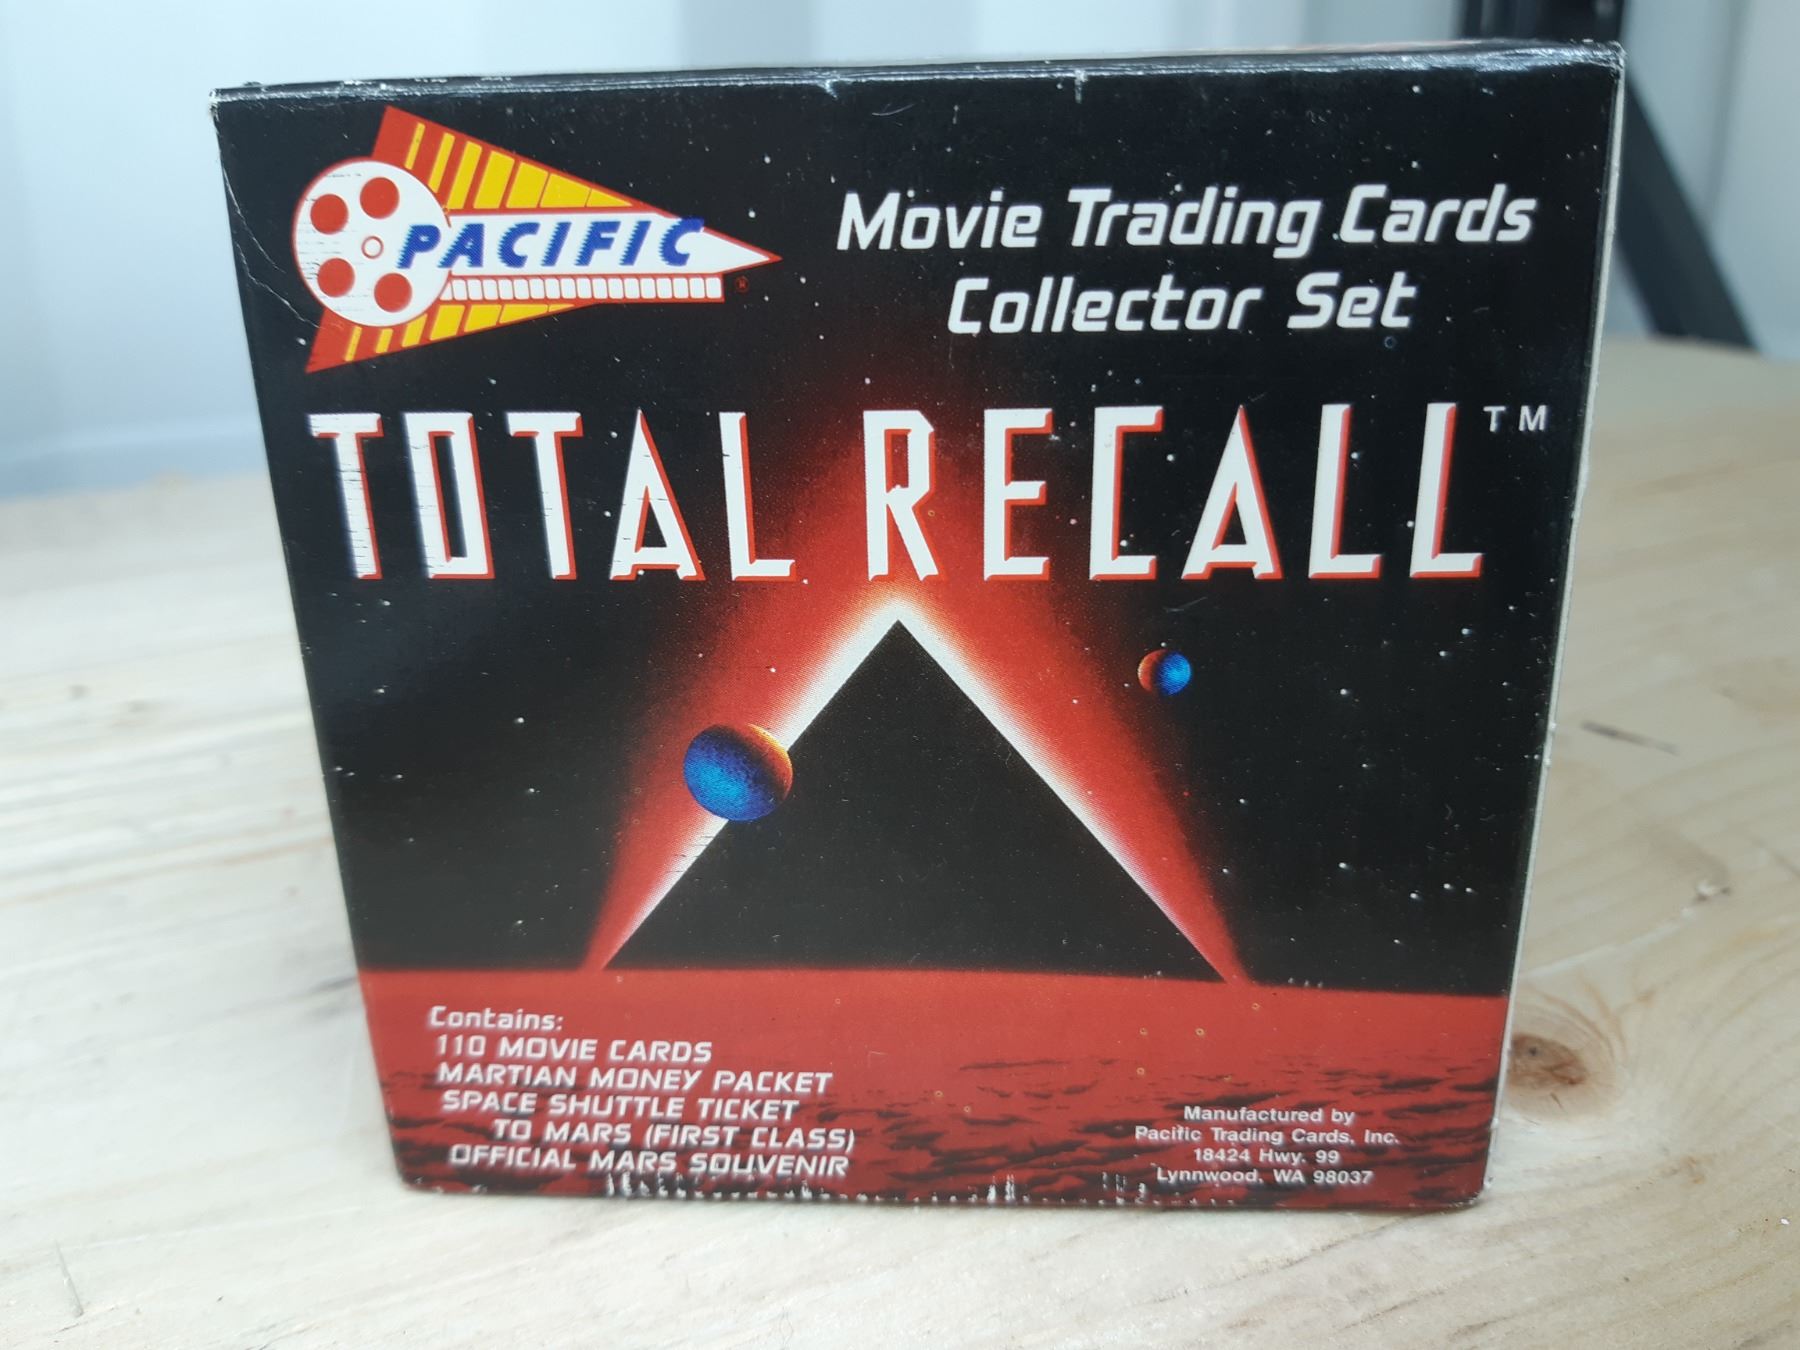 PACIFIC®
Movie Trading Cards
Collector Set
TOTAL RECALL™
Contains:
110 MOVIE CARDS
MARTIAN MONEY PACKET
SPACE SHUTTLE TICKET
TO MARS (FIRST CLASS)
OFFICIAL MARS SOUVENIR
Manufactured by
Pacific Trading Cards, Inc.
18424 Hwy. 99
Lynnwood, WA 98037